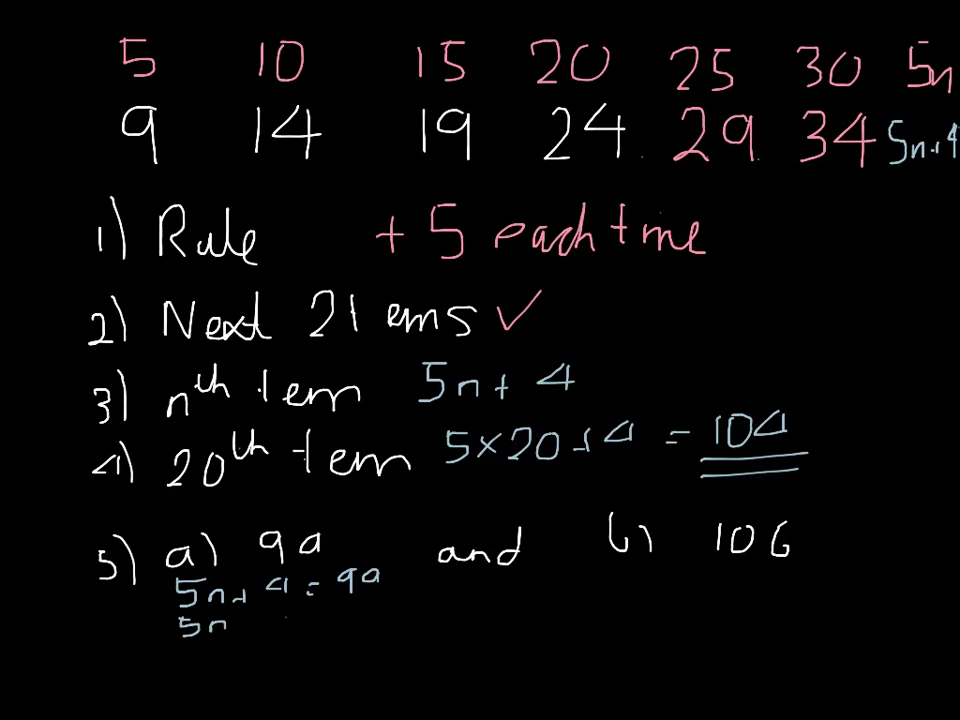 5 10 15 20 25 30 5n
9 14 19 24 29 34 5n+4
1) Rule + 5 each time
2) Next 2 terms ✓
3) nth term 5n + 4
4) 20th term 5×20+4 = 104
5) a) 99 and b) 106
5n + 4 = 99
5n